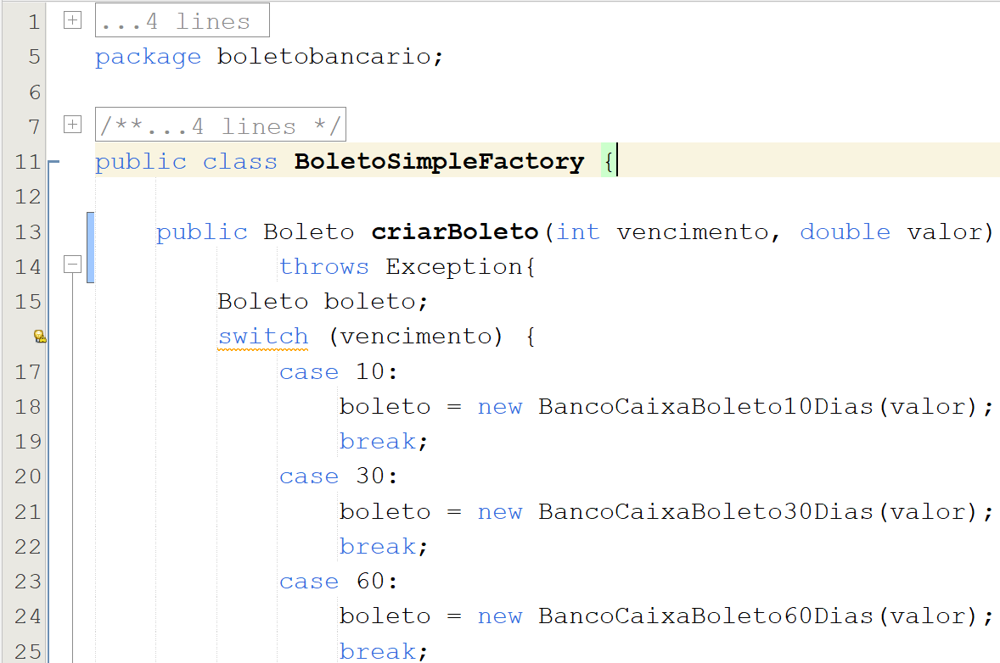 1 ...4 lines
5 package boletobancario;
6
7 /**...4 lines */
11 public class BoletoSimpleFactory {
12
13 public Boleto criarBoleto(int vencimento, double valor)
14 throws Exception{
15 Boleto boleto;
switch (vencimento) {
17 case 10:
18 boleto = new BancoCaixaBoleto10Dias(valor);
19 break;
20 case 30:
21 boleto = new BancoCaixaBoleto30Dias(valor);
22 break;
23 case 60:
24 boleto = new BancoCaixaBoleto60Dias(valor);
25 break;